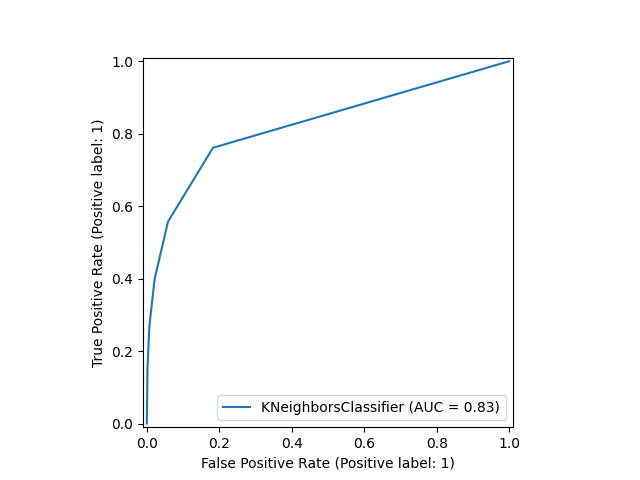 1.0
0.8
0.6
0.4
0.2
0.0
True Positive Rate (Positive label: 1)
KNeighborsClassifier (AUC = 0.83)
0.0 0.2 0.4 0.6 0.8 1.0
False Positive Rate (Positive label: 1)